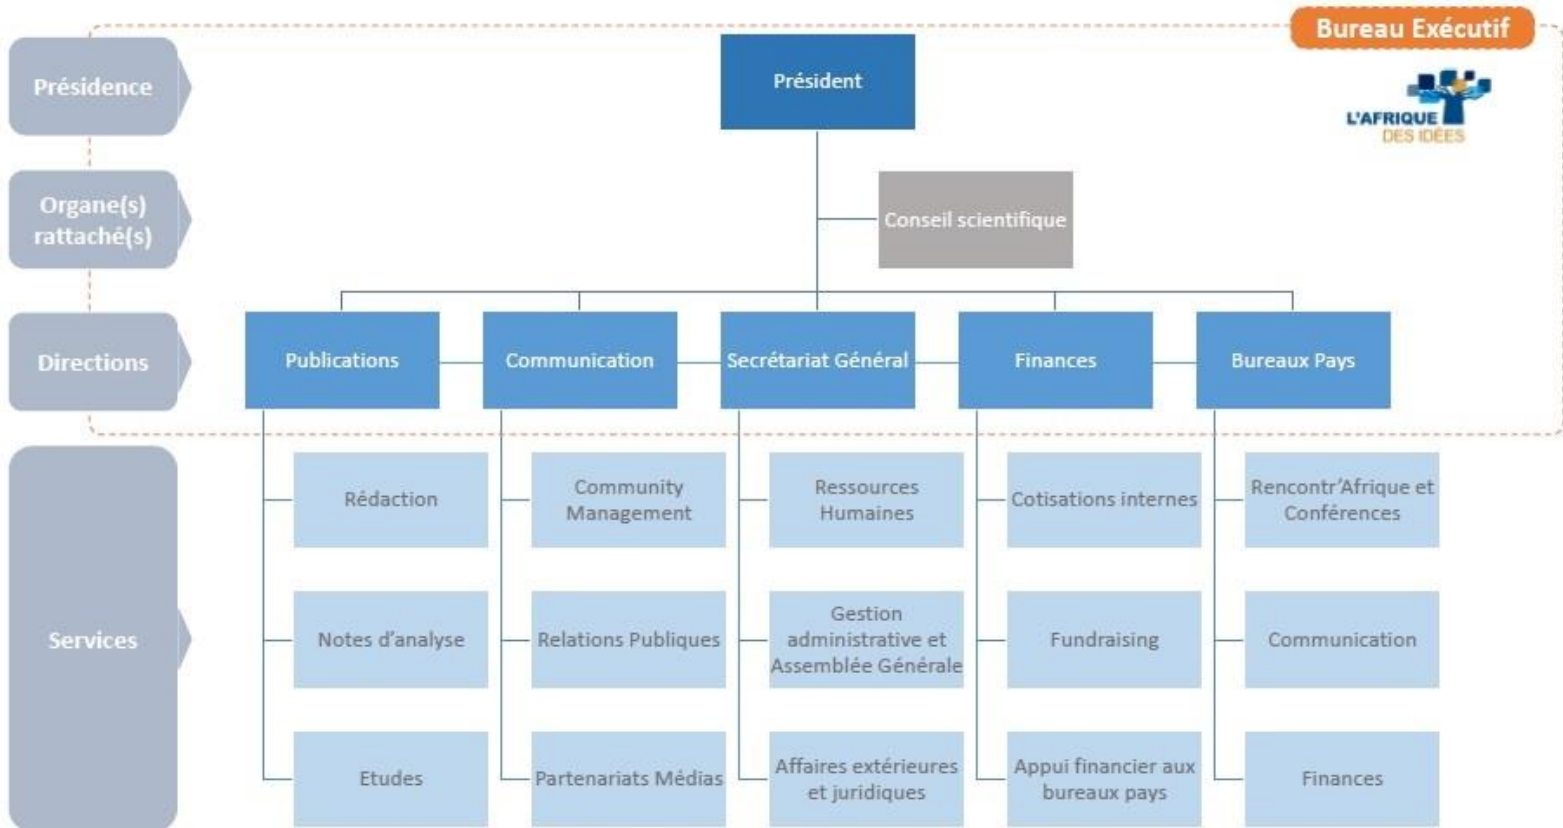 Bureau Exécutif
Présidence
Président
L'AFRIQUE
DES IDÉES
Organe(s)
rattaché(s)
Conseil scientifique
Directions
Publications
Communication
Secrétariat Général
Finances
Bureaux Pays
Services
Rédaction
Community
Management
Ressources
Humaines
Cotisations internes
Rencontr'Afrique et
Conférences
Notes d'analyse
Relations Publiques
Gestion
administrative et
Assemblée Générale
Fundraising
Communication
Etudes
Partenariats Médias
Affaires extérieures
et juridiques
Appui financier aux
bureaux pays
Finances